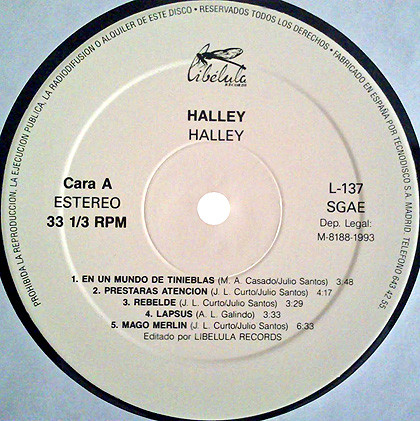 Libélula
RECORDS
HALLEY
HALLEY
Cara A
ESTEREO
33 1/3 RPM
L-137
SGAE
Dep. Legal:
M-8188-1993
1. EN UN MUNDO DE TINIEBLAS (M. A. Casado/Julio Santos) 3:48
2. PRESTARAS ATENCION (J. L. Curto/Julio Santos) 4:17
3. REBELDE (J. L. Curto/Julio Santos) 3:29
4. LAPSUS (A. L. Galindo) 3:33
5. MAGO MERLIN (J. L. Curto/Julio Santos) 6:33
Editado por LIBELULA RECORDS
PROHIBIDA LA REPRODUCCION, LA EJECUCION PUBLICA, LA RADIODIFUSION O ALQUILER DE ESTE DISCO • RESERVADOS TODOS LOS DERECHOS • FABRICADO EN ESPAÑA POR TECNODISCO S.A. MADRID. TELEFONO 643 42 55